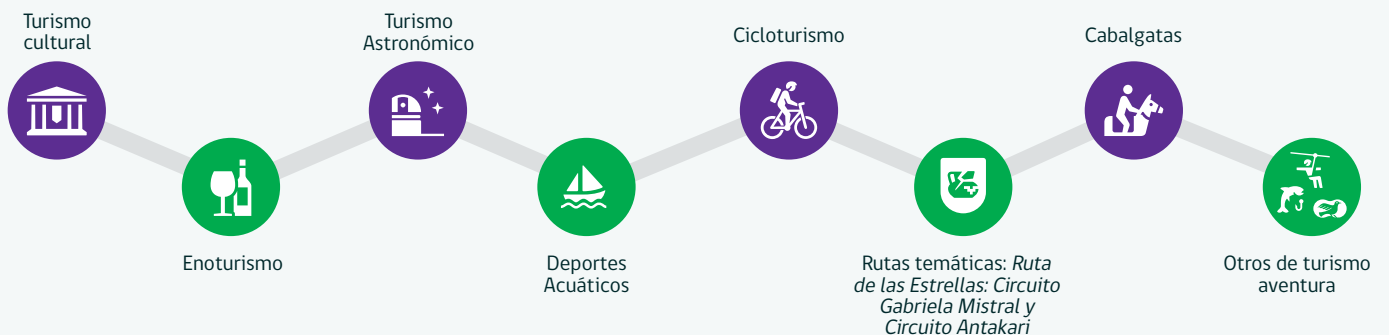 Turismo
cultural
Enoturismo
Turismo
Astronómico
Deportes
Acuáticos
Cicloturismo
Rutas temáticas: Ruta
de las Estrellas: Circuito
Gabriela Mistral y
Circuito Antakari
Cabalgatas
Otros de turismo
aventura